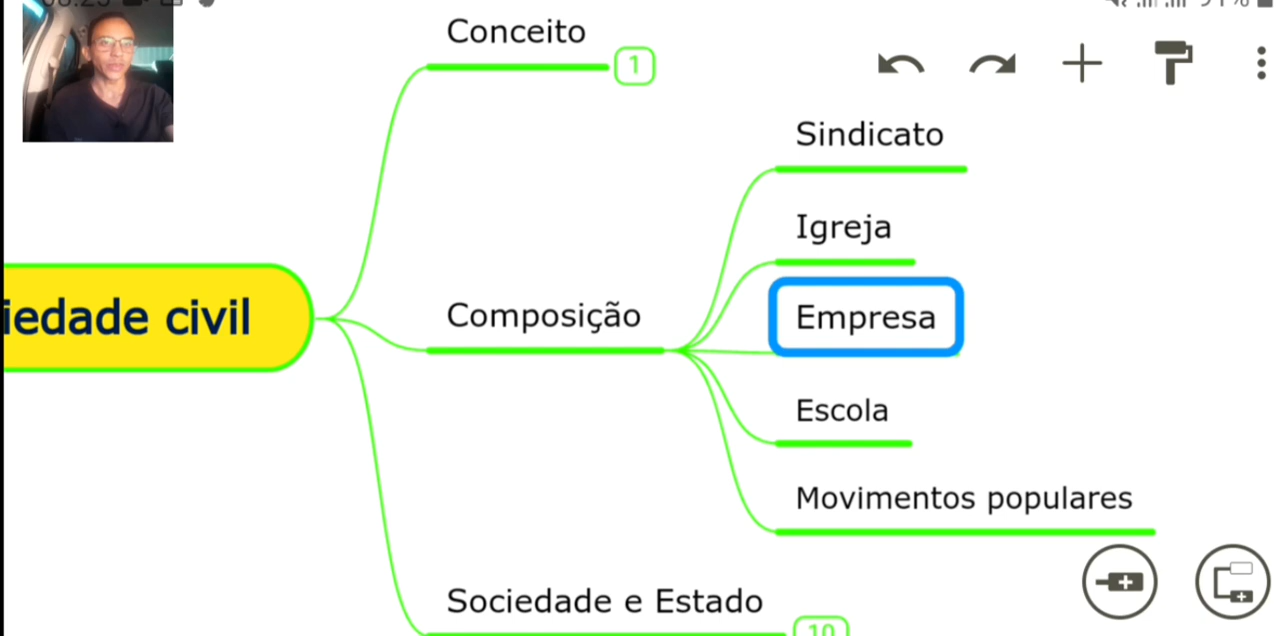 Conceito
1
Sindicato
Igreja
iedade civil
Composição
Empresa
Escola
Movimentos populares
Sociedade e Estado
10